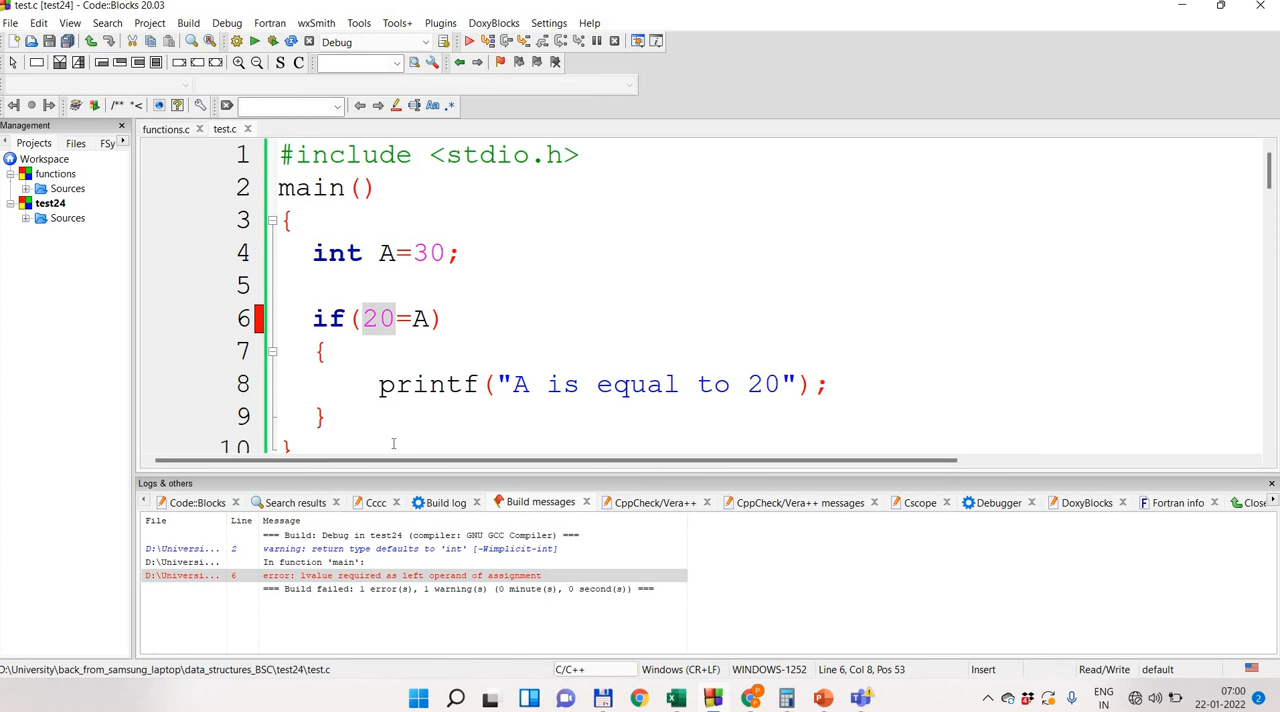 test.c [test24] - Code::Blocks 20.03
File Edit View Search Project Build Debug Fortran wxSmith Tools Tools+ Plugins DoxyBlocks Settings Help
Debug
S C
/** *<
Aa .*
Management
Projects Files FSy
Workspace
functions
Sources
test24
Sources
functions.c test.c
1 #include <stdio.h>
2 main()
3 {
4 int A=30;
5
6 if(20=A)
7 {
8 printf("A is equal to 20");
9 }
10 }
Logs & others
Code::Blocks Search results Cccc Build log Build messages CppCheck/Vera++ CppCheck/Vera++ messages Cscope Debugger DoxyBlocks Fortran info Close
File Line Message
=== Build: Debug in test24 (compiler: GNU GCC Compiler) ===
D:\Universi... 2 warning: return type defaults to 'int' [-Wimplicit-int]
In function 'main':
D:\Universi... 6 error: lvalue required as left operand of assignment
=== Build failed: 1 error(s), 1 warning(s) (0 minute(s), 0 second(s)) ===
D:\University\back_from_samsung_laptop\data_structures_BSC\test24\test.c C/C++ Windows (CR+LF) WINDOWS-1252 Line 6, Col 8, Pos 53 Insert Read/Write default
ENG 07:00
IN 22-01-2022 2